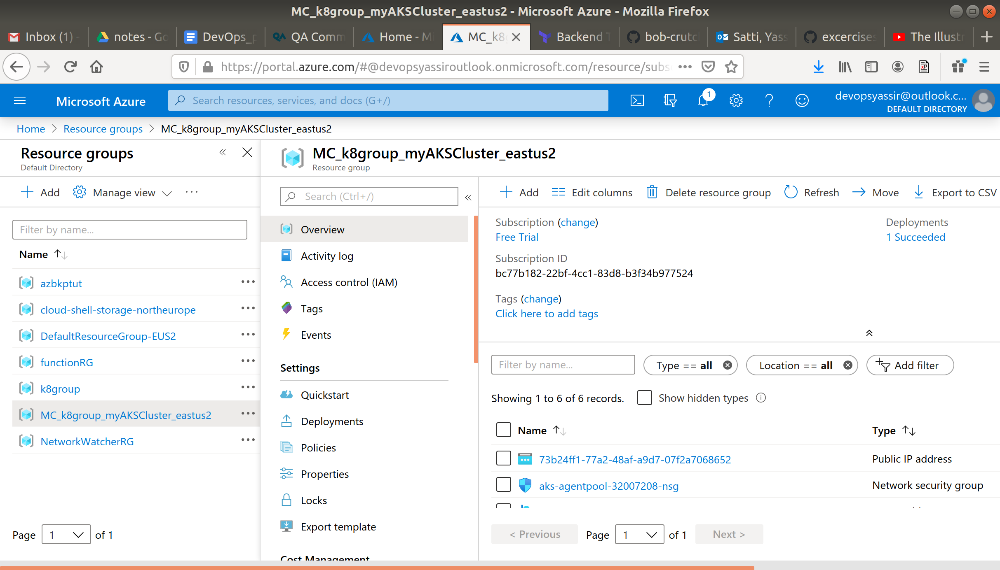 MC_k8group_myAKSCluster_eastus2 - Microsoft Azure - Mozilla Firefox
Inbox (1) - notes - Go DevOps_p QA Comm Home - Mi MC_k8 Backend T bob-crutc Satti, Yass excercises The Illustr
https://portal.azure.com/#@devopsyassiroutlook.onmicrosoft.com/resource/subs
Microsoft Azure
Search resources, services, and docs (G+/)
1
devopsyassir@outlook.c...
DEFAULT DIRECTORY
Home > Resource groups > MC_k8group_myAKSCluster_eastus2
Resource groups
Default Directory
Add Manage view ...
Filter by name...
Name
azbkptut
cloud-shell-storage-northeurope
DefaultResourceGroup-EUS2
functionRG
k8group
MC_k8group_myAKSCluster_eastus2
NetworkWatcherRG
Page 1 of 1
MC_k8group_myAKSCluster_eastus2
Resource group
Search (Ctrl+/)
Overview
Activity log
Access control (IAM)
Tags
Events
Settings
Quickstart
Deployments
Policies
Properties
Locks
Export template
Cost Management
Add Edit columns Delete resource group Refresh Move Export to CSV
Subscription (change)
Free Trial
Deployments
1 Succeeded
Subscription ID
bc77b182-22bf-4cc1-83d8-b3f34b977524
Tags (change)
Click here to add tags
Filter by name...
Type == all
Location == all
Add filter
Showing 1 to 6 of 6 records.
Show hidden types
Name Type
73b24ff1-77a2-48af-a9d7-07f2a7068652 Public IP address
aks-agentpool-32007208-nsg Network security group
< Previous Page 1 of 1 Next >